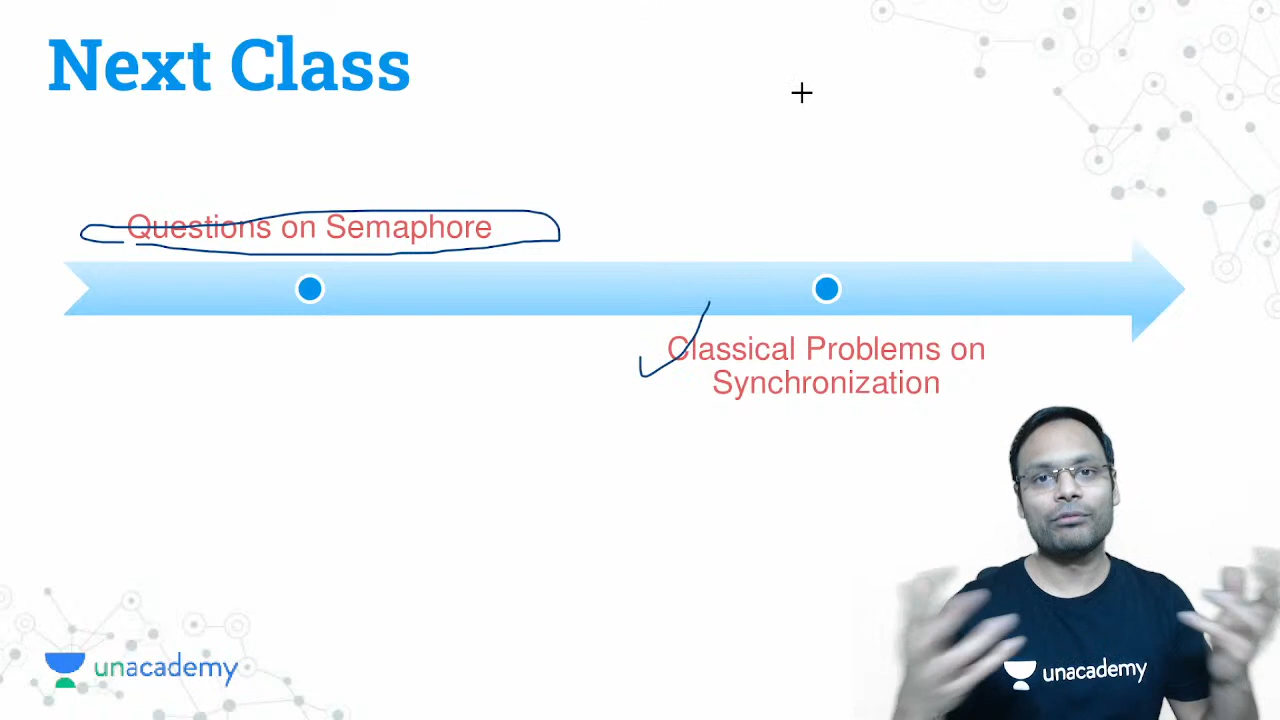 Next Class
Questions on Semaphore
Classical Problems on
Synchronization
unacademy
unacademy